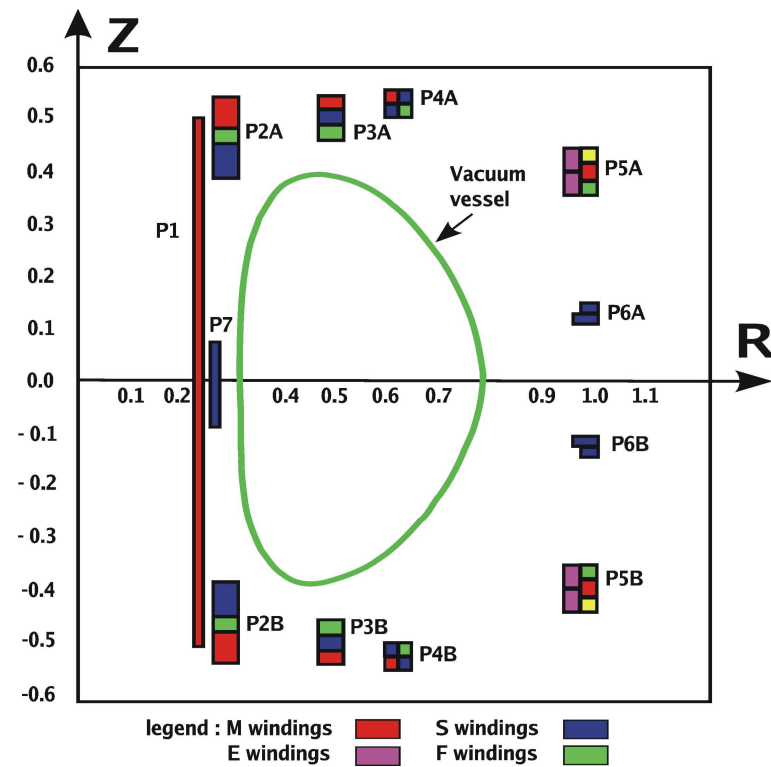 Z
0.6
0.5
0.4
0.3
0.2
0.1
0.0
- 0.1
- 0.2
- 0.3
-0.4
-0.5
-0.6
P2A
P3A
P4A
P5A
Vacuum
vessel
P1
P7
P6A
R
0.1 0.2 0.4 0.5 0.6 0.7 0.9 1.0 1.1
P6B
P5B
P2B
P3B
P4B
legend : M windings S windings
E windings F windings